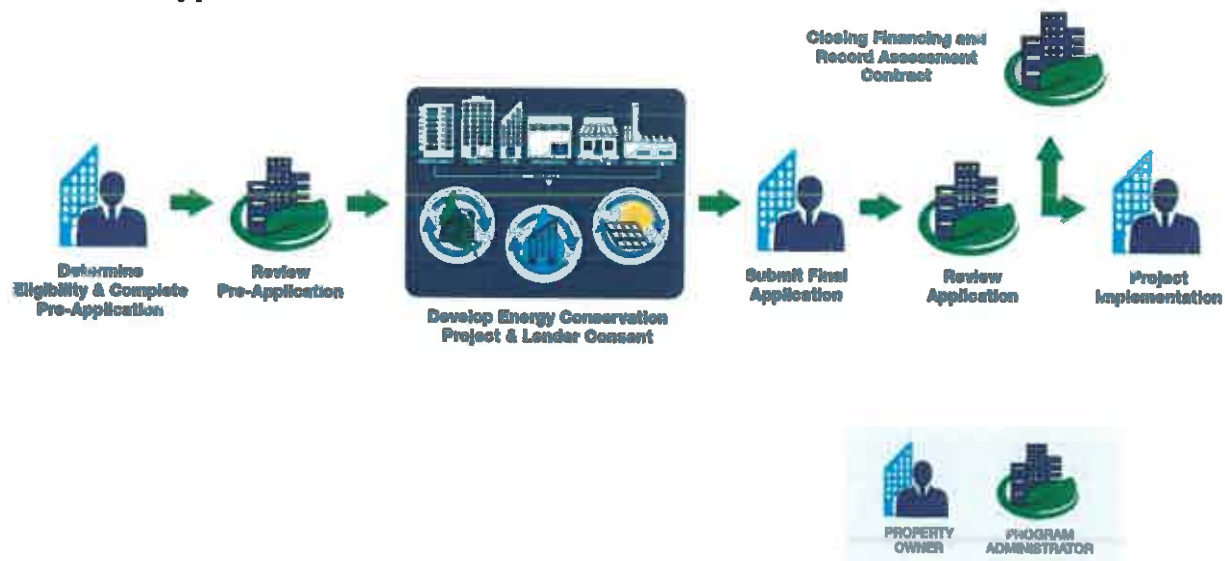 Closing Financing and
Record Assessment
Contract
Determine
Eligibility & Complete
Pre-Application
Review
Pre-Application
Develop Energy Conservation
Project & Lender Consent
Submit Final
Application
Review
Application
Project
Implementation
PROPERTY
OWNER
PROGRAM
ADMINISTRATOR